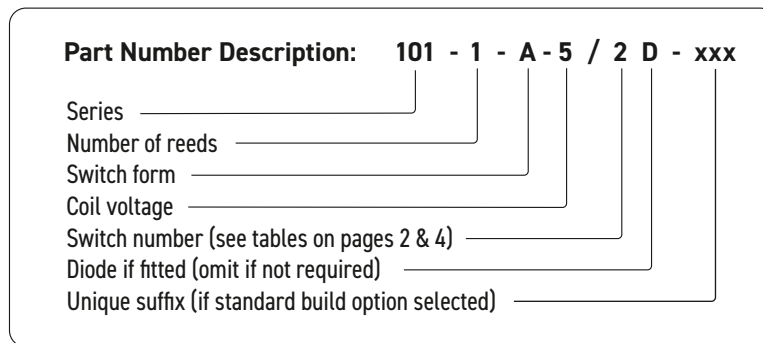 Part Number Description: 101 - 1 - A - 5 / 2 D - xxx
Series
Number of reeds
Switch form
Coil voltage
Switch number (see tables on pages 2 & 4)
Diode if fitted (omit if not required)
Unique suffix (if standard build option selected)